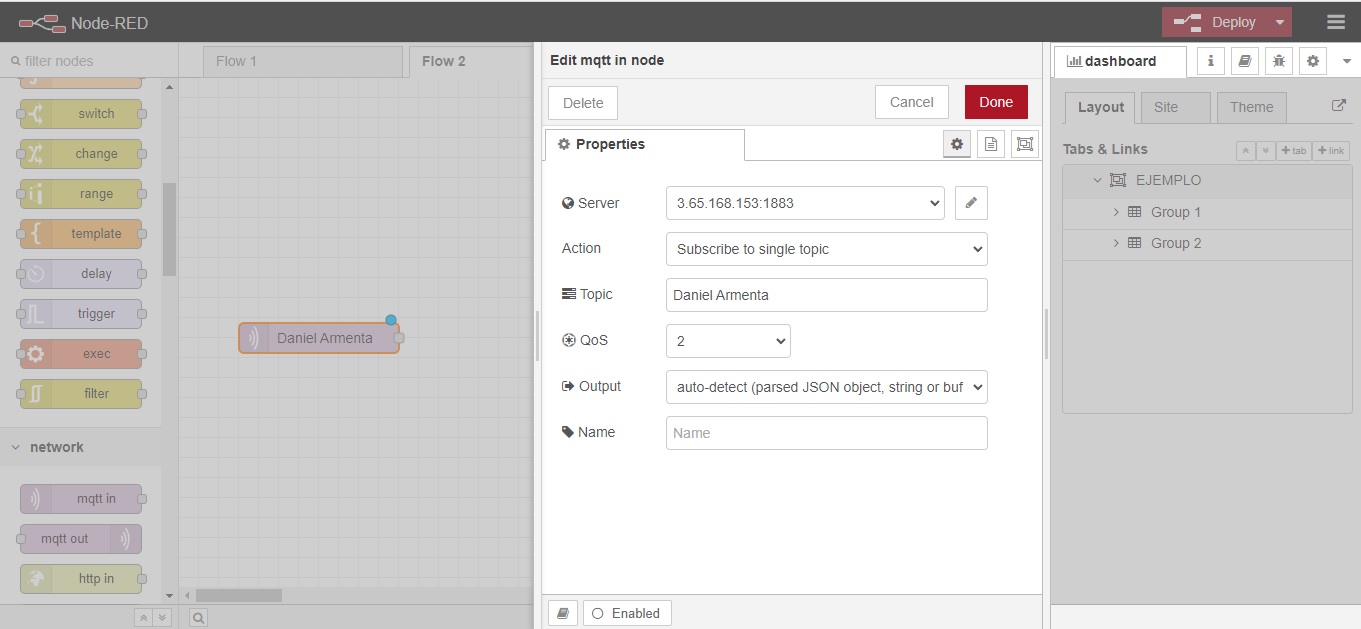 Node-RED
Deploy
filter nodes
switch
change
range
template
delay
trigger
exec
filter
network
mqtt in
mqtt out
http in
Flow 1
Flow 2
Daniel Armenta
Edit mqtt in node
Delete
Cancel
Done
Properties
Server
3.65.168.153:1883
Action
Subscribe to single topic
Topic
Daniel Armenta
QoS
2
Output
auto-detect (parsed JSON object, string or buf
Name
Name
Enabled
dashboard
i
Layout
Site
Theme
Tabs & Links
+ tab
+ link
EJEMPLO
Group 1
Group 2